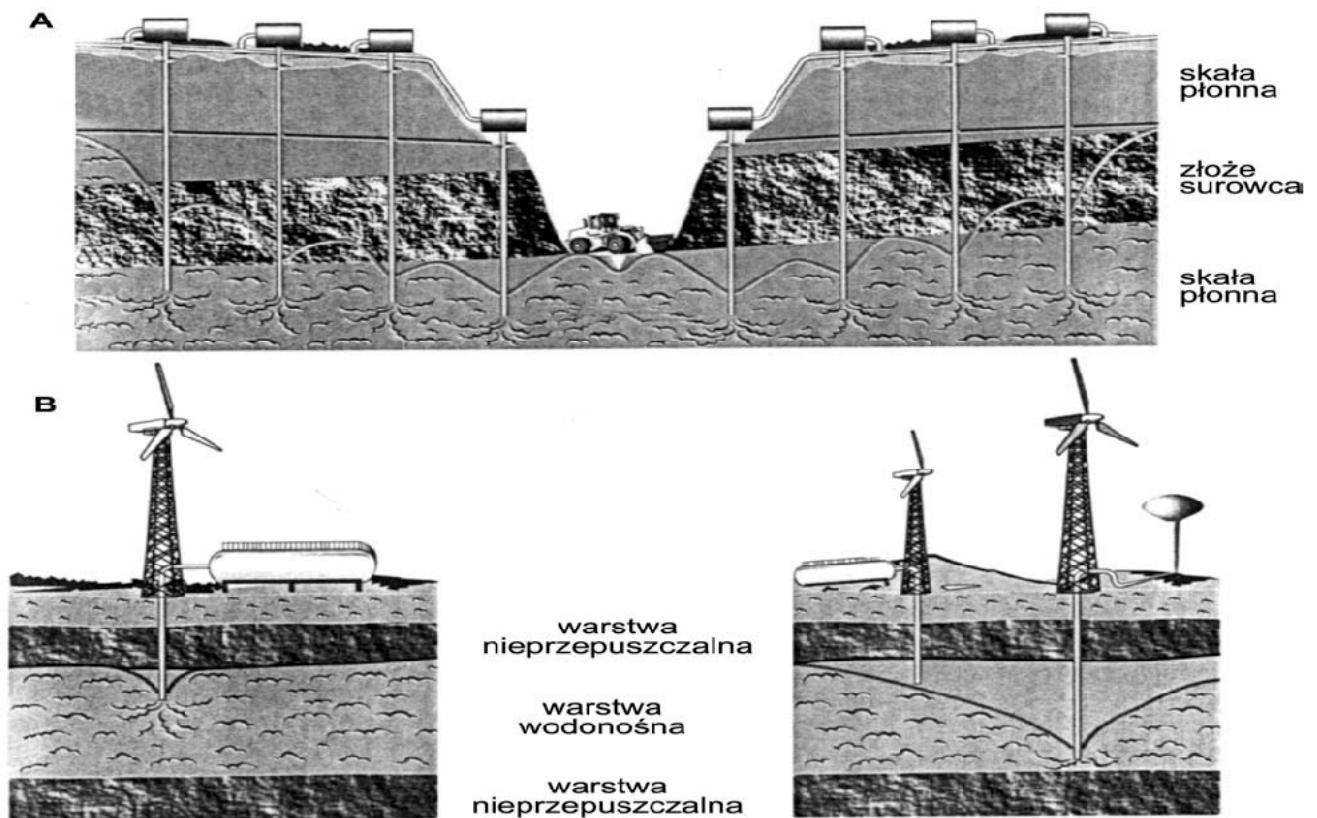 A
skała
płonna
złoże
surowca
skała
płonna
B
warstwa
nieprzepuszczalna
warstwa
wodonośna
warstwa
nieprzepuszczalna